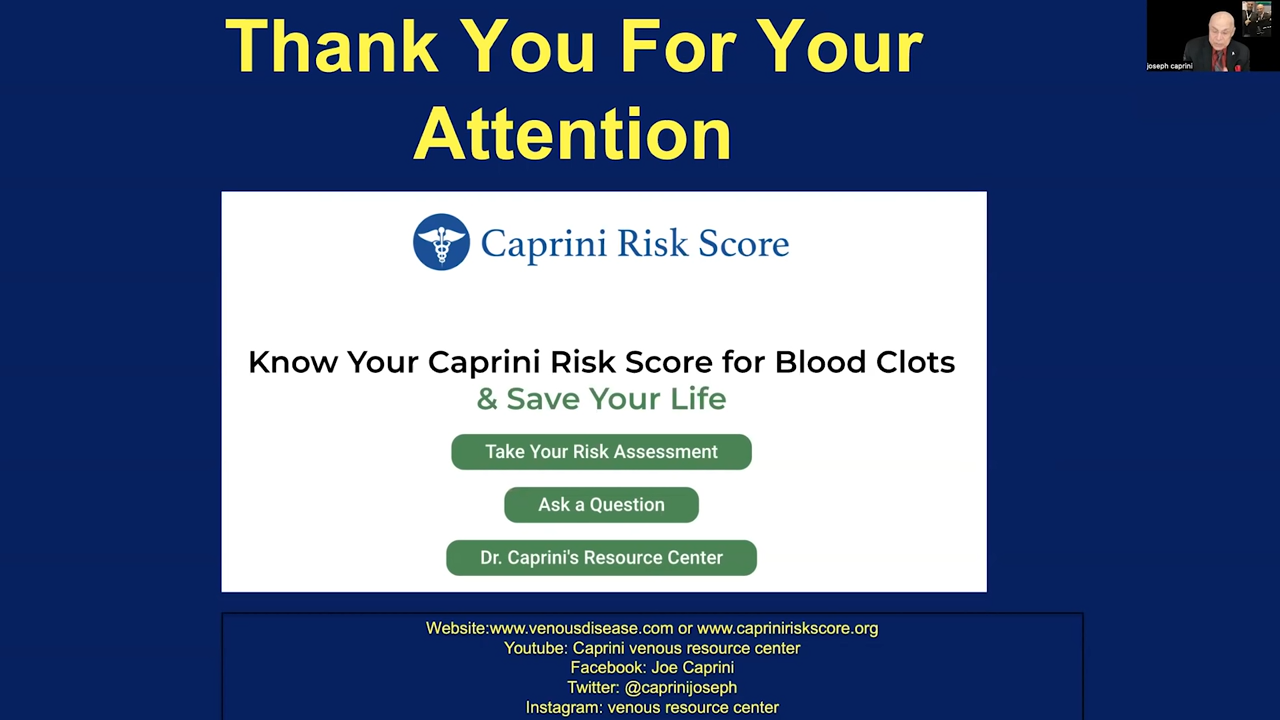 Thank You For Your
Attention
joseph caprini
Caprini Risk Score
Know Your Caprini Risk Score for Blood Clots
& Save Your Life
Take Your Risk Assessment
Ask a Question
Dr. Caprini's Resource Center
Website:www.venousdisease.com or www.capriniriskscore.org
Youtube: Caprini venous resource center
Facebook: Joe Caprini
Twitter: @caprinijoseph
Instagram: venous resource center